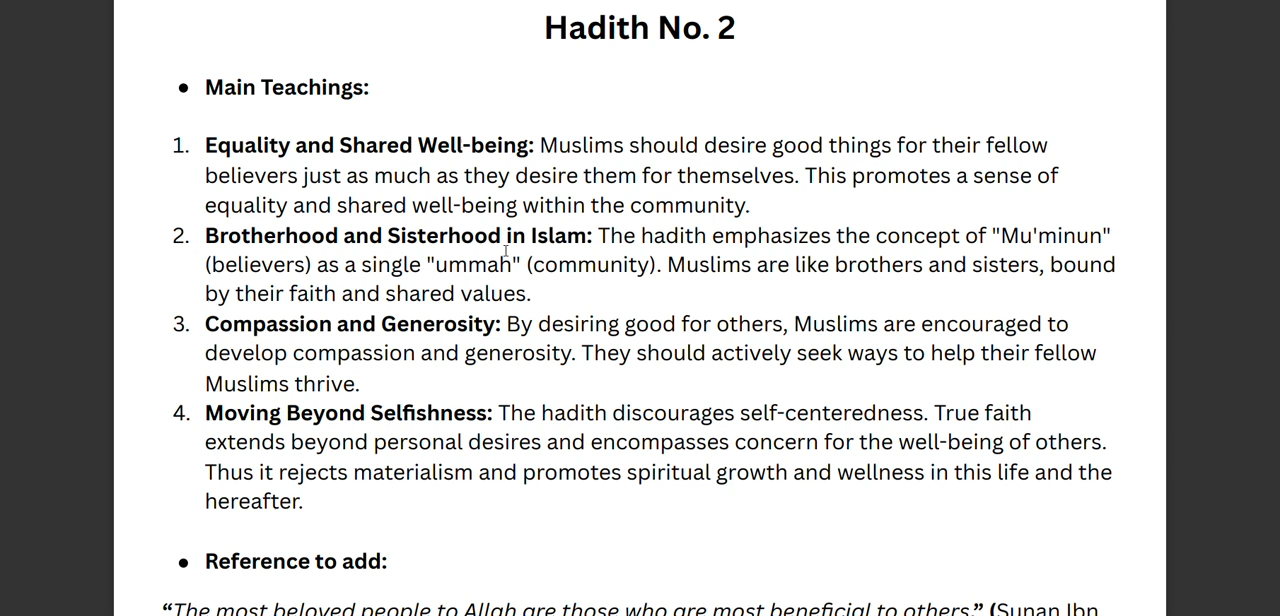 Hadith No. 2
● Main Teachings:
1. Equality and Shared Well-being: Muslims should desire good things for their fellow
believers just as much as they desire them for themselves. This promotes a sense of
equality and shared well-being within the community.
2. Brotherhood and Sisterhood in Islam: The hadith emphasizes the concept of "Mu'minun"
(believers) as a single "ummah" (community). Muslims are like brothers and sisters, bound
by their faith and shared values.
3. Compassion and Generosity: By desiring good for others, Muslims are encouraged to
develop compassion and generosity. They should actively seek ways to help their fellow
Muslims thrive.
4. Moving Beyond Selfishness: The hadith discourages self-centeredness. True faith
extends beyond personal desires and encompasses concern for the well-being of others.
Thus it rejects materialism and promotes spiritual growth and wellness in this life and the
hereafter.
● Reference to add:
“The most beloved people to Allah are those who are most beneficial to others.” (Sunan Ibn